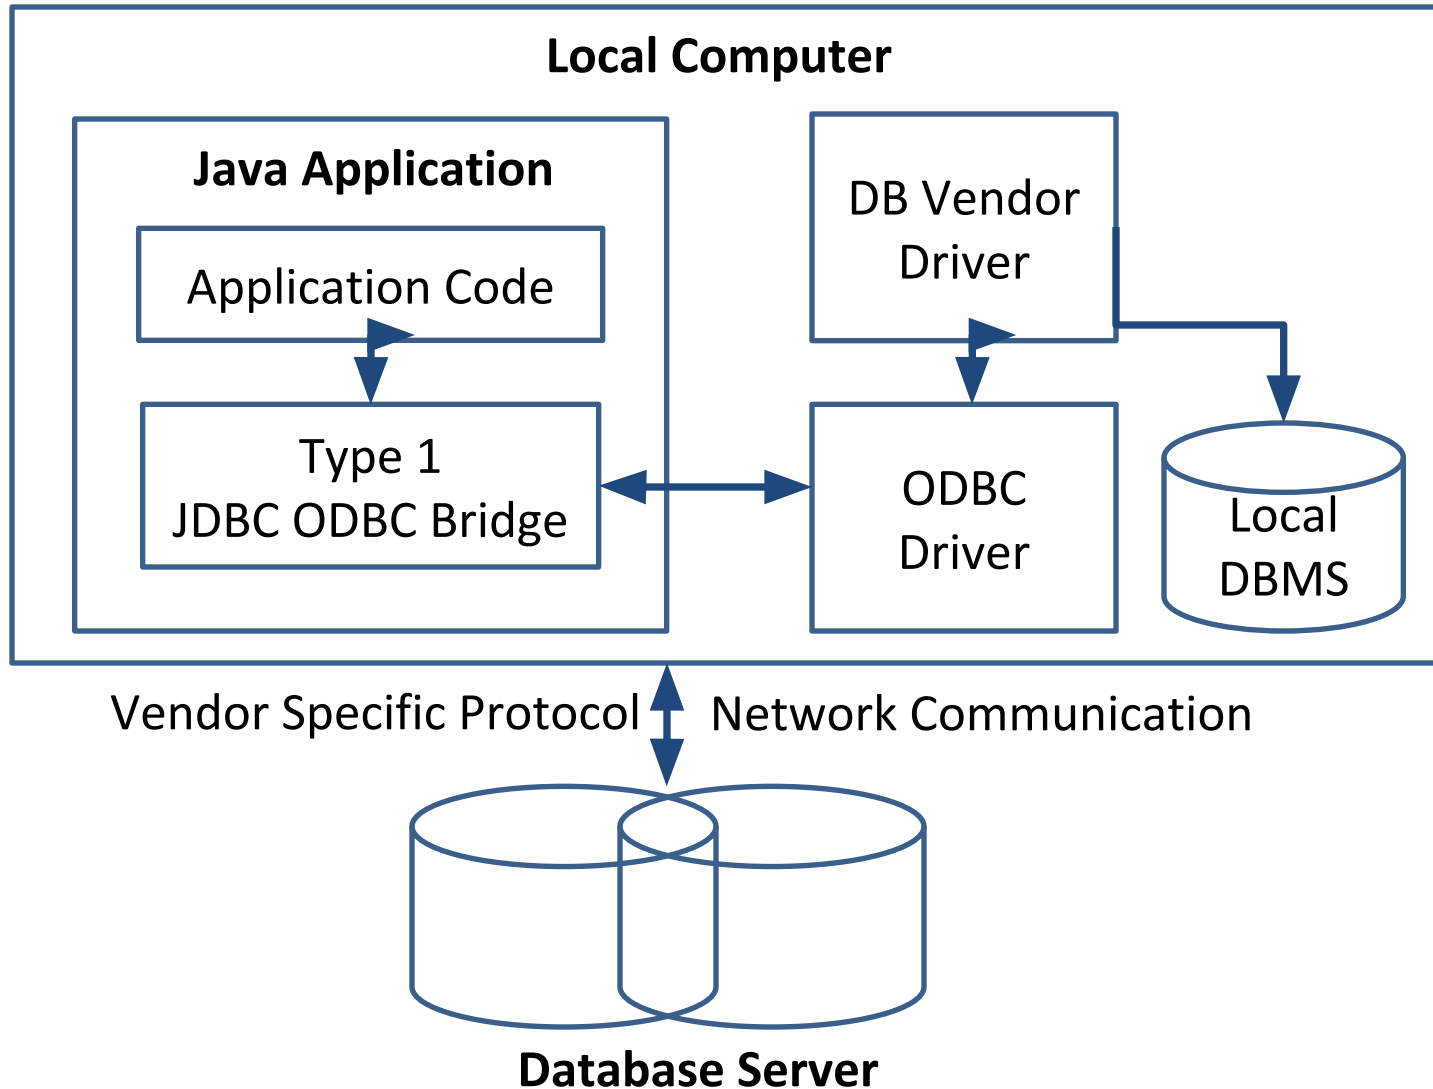 Local Computer
Java Application
Application Code
Type 1
JDBC ODBC Bridge
DB Vendor
Driver
ODBC
Driver
Local
DBMS
Vendor Specific Protocol
Network Communication
Database Server